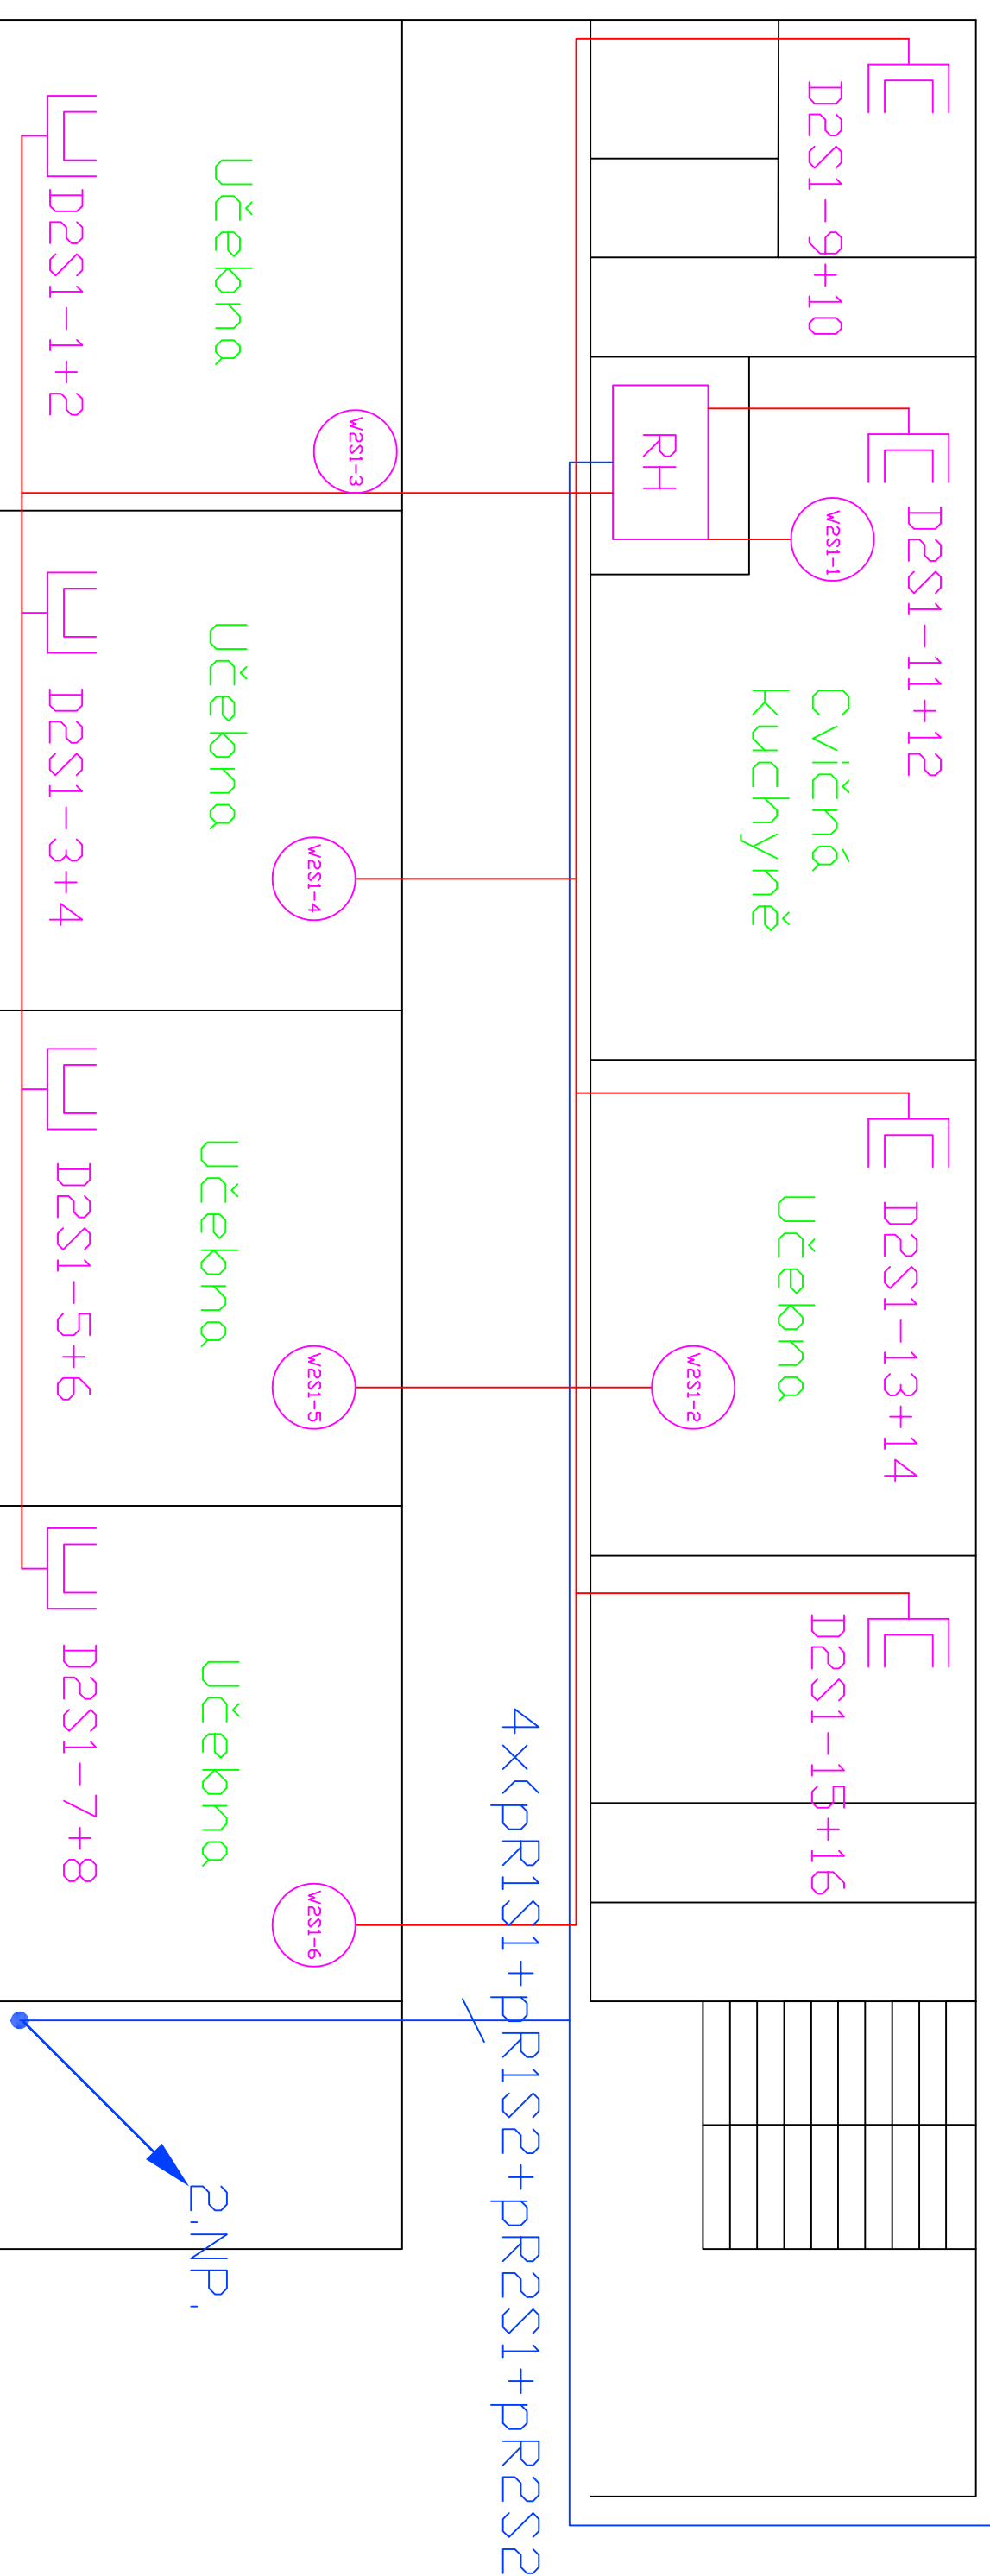 D2S1-9+10
D2S1-11+12
D2S1-13+14
D2S1-15+16
RH
W2S1-1
Cvičná
kuchyně
Učebna
W2S1-2
4x(pR1S1+pR1S2+pR2S1+pR2S2
W2S1-3
W2S1-4
W2S1-5
W2S1-6
Učebna
Učebna
Učebna
Učebna
2.NP.
D2S1-1+2
D2S1-3+4
D2S1-5+6
D2S1-7+8